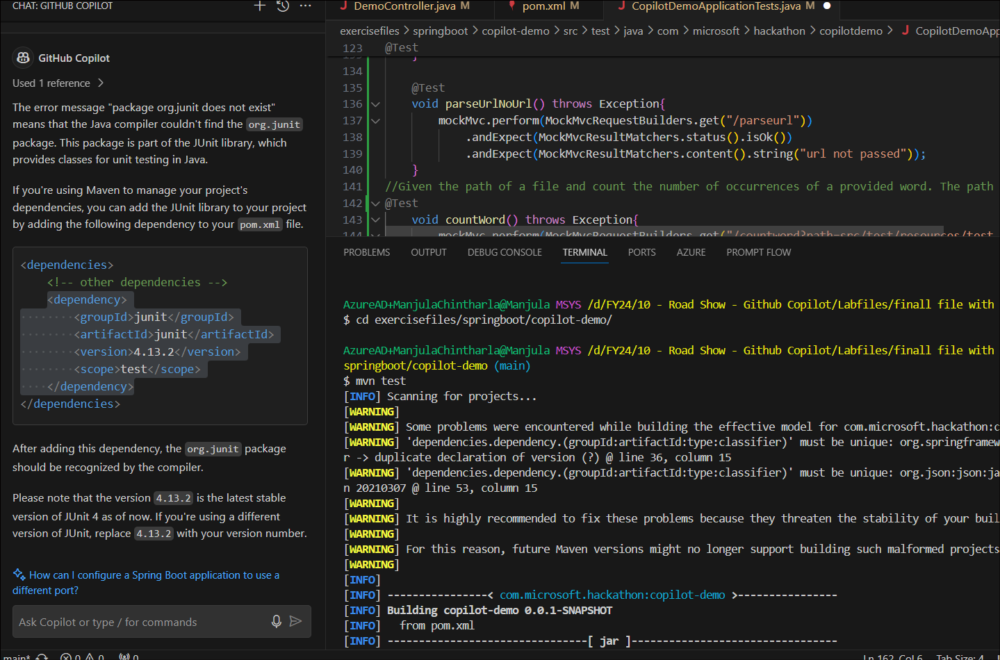 CHAT: GITHUB COPILOT
GitHub Copilot
Used 1 reference
The error message "package org.junit does not exist"
means that the Java compiler couldn't find the org.junit
package. This package is part of the JUnit library, which
provides classes for unit testing in Java.
If you're using Maven to manage your project's
dependencies, you can add the JUnit library to your project
by adding the following dependency to your pom.xml file.
<dependencies>
<!-- other dependencies -->
<dependency>
<groupId>junit</groupId>
<artifactId>junit</artifactId>
<version>4.13.2</version>
<scope>test</scope>
</dependency>
</dependencies>
After adding this dependency, the org.junit package
should be recognized by the compiler.
Please note that the version 4.13.2 is the latest stable
version of JUnit 4 as of now. If you're using a different
version of JUnit, replace 4.13.2 with your version number.
How can I configure a Spring Boot application to use a
different port?
Ask Copilot or type / for commands
DemoController.java M pom.xml M CopilotDemoApplicationTests.java M
exercisefiles > springboot > copilot-demo > src > test > java > com > microsoft > hackathon > copilotdemo > CopilotDemoApp
123 @Test
}
134
135 @Test
136 void parseUrlNoUrl() throws Exception{
137 mockMvc.perform(MockMvcRequestBuilders.get("/parseurl"))
138 .andExpect(MockMvcResultMatchers.status().isOk())
139 .andExpect(MockMvcResultMatchers.content().string("url not passed"));
140 }
141 //Given the path of a file and count the number of occurrences of a provided word. The path
142 @Test
143 void countWord() throws Exception{
144 mockMvc.perform(MockMvcRequestBuilders.get("/countword?path=src/test/resources/test
PROBLEMS OUTPUT DEBUG CONSOLE TERMINAL PORTS AZURE PROMPT FLOW
AzureAD+ManjulaChintharla@Manjula MSYS /d/FY24/10 - Road Show - Github Copilot/Labfiles/finall file with
$ cd exercisefiles/springboot/copilot-demo/
AzureAD+ManjulaChintharla@Manjula MSYS /d/FY24/10 - Road Show - Github Copilot/Labfiles/finall file with
springboot/copilot-demo (main)
$ mvn test
[INFO] Scanning for projects...
[WARNING]
[WARNING] Some problems were encountered while building the effective model for com.microsoft.hackathon:c
[WARNING] 'dependencies.dependency.(groupId:artifactId:type:classifier)' must be unique: org.springframew
r -> duplicate declaration of version (?) @ line 36, column 15
[WARNING] 'dependencies.dependency.(groupId:artifactId:type:classifier)' must be unique: org.json:json:ja
n 20210307 @ line 53, column 15
[WARNING]
[WARNING] It is highly recommended to fix these problems because they threaten the stability of your buil
[WARNING]
[WARNING] For this reason, future Maven versions might no longer support building such malformed projects
[WARNING]
[INFO]
[INFO] ----------------< com.microsoft.hackathon:copilot-demo >----------------
[INFO] Building copilot-demo 0.0.1-SNAPSHOT
[INFO]   from pom.xml
[INFO] --------------------------------[ jar ]---------------------------------
main* 0 0 0 Ln 162, Col 6 Tab Size: 4